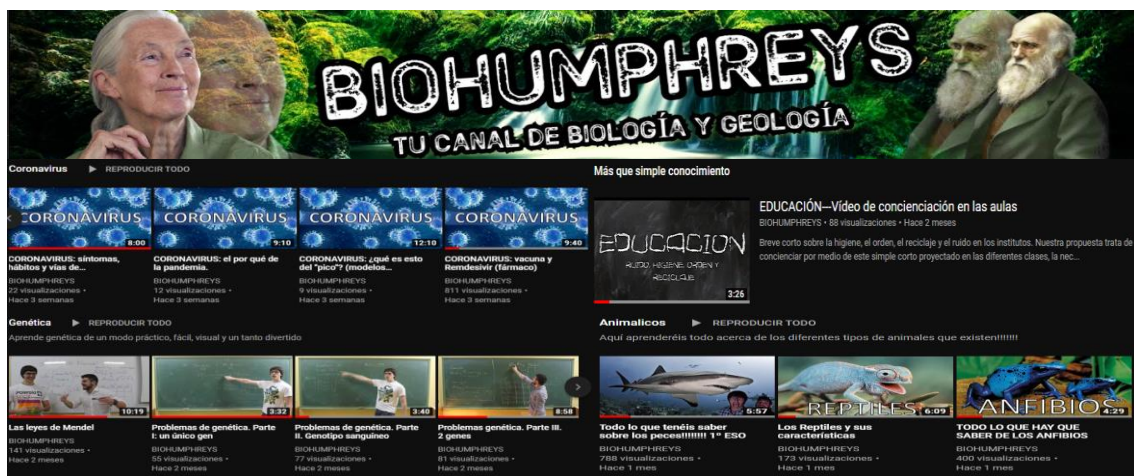 BIOHUMPHREYS
TU CANAL DE BIOLOGÍA Y GEOLOGÍA
Coronavirus ▶ REPRODUCIR TODO
CORONAVIRUS
8:00
CORONAVIRUS
9:10
CORONAVIRUS
12:10
CORONAVIRUS
9:40
CORONAVIRUS: síntomas,
hábitos y vías de...
BIOHUMPHREYS
22 visualizaciones •
Hace 3 semanas
CORONAVIRUS: el por qué de
la pandemia.
BIOHUMPHREYS
12 visualizaciones •
Hace 3 semanas
CORONAVIRUS: ¿qué es esto
del "pico"? (modelos...
BIOHUMPHREYS
9 visualizaciones •
Hace 3 semanas
CORONAVIRUS: vacuna y
Remdesivir (fármaco)
BIOHUMPHREYS
811 visualizaciones •
Hace 3 semanas
Más que simple conocimiento
EDUCACION
RUIDO, HIGIENE, ORDEN Y
RECICLAJE
3:26
EDUCACIÓN---Vídeo de concienciación en las aulas
BIOHUMPHREYS • 88 visualizaciones • Hace 2 meses
Breve corto sobre la higiene, el orden, el reciclaje y el ruido en los institutos. Nuestra propuesta trata de
concienciar por medio de este simple corto proyectado en las diferentes clases, la nec...
Genética ▶ REPRODUCIR TODO
Aprende genética de un modo práctico, fácil, visual y un tanto divertido
10:19
3:32
3:40
8:58
Las leyes de Mendel
BIOHUMPHREYS
141 visualizaciones •
Hace 2 meses
Problemas de genética. Parte
I: un único gen
BIOHUMPHREYS
55 visualizaciones •
Hace 2 meses
Problemas de genética. Parte
II. Genotipo sanguíneo
BIOHUMPHREYS
77 visualizaciones •
Hace 2 meses
Problemas de genética. Parte III.
2 genes
BIOHUMPHREYS
81 visualizaciones •
Hace 2 meses
Animalicos ▶ REPRODUCIR TODO
Aquí aprenderéis todo acerca de los diferentes tipos de animales que existen!!!!!!!
5:57
REPTILES
6:09
ANFIBIOS
4:29
Todo lo que tenéis saber
sobre los peces!!!!!!!! 1º ESO
BIOHUMPHREYS
788 visualizaciones •
Hace 1 mes
Los Reptiles y sus
características
BIOHUMPHREYS
173 visualizaciones •
Hace 1 mes
TODO LO QUE HAY QUE
SABER DE LOS ANFIBIOS
BIOHUMPHREYS
400 visualizaciones •
Hace 1 mes